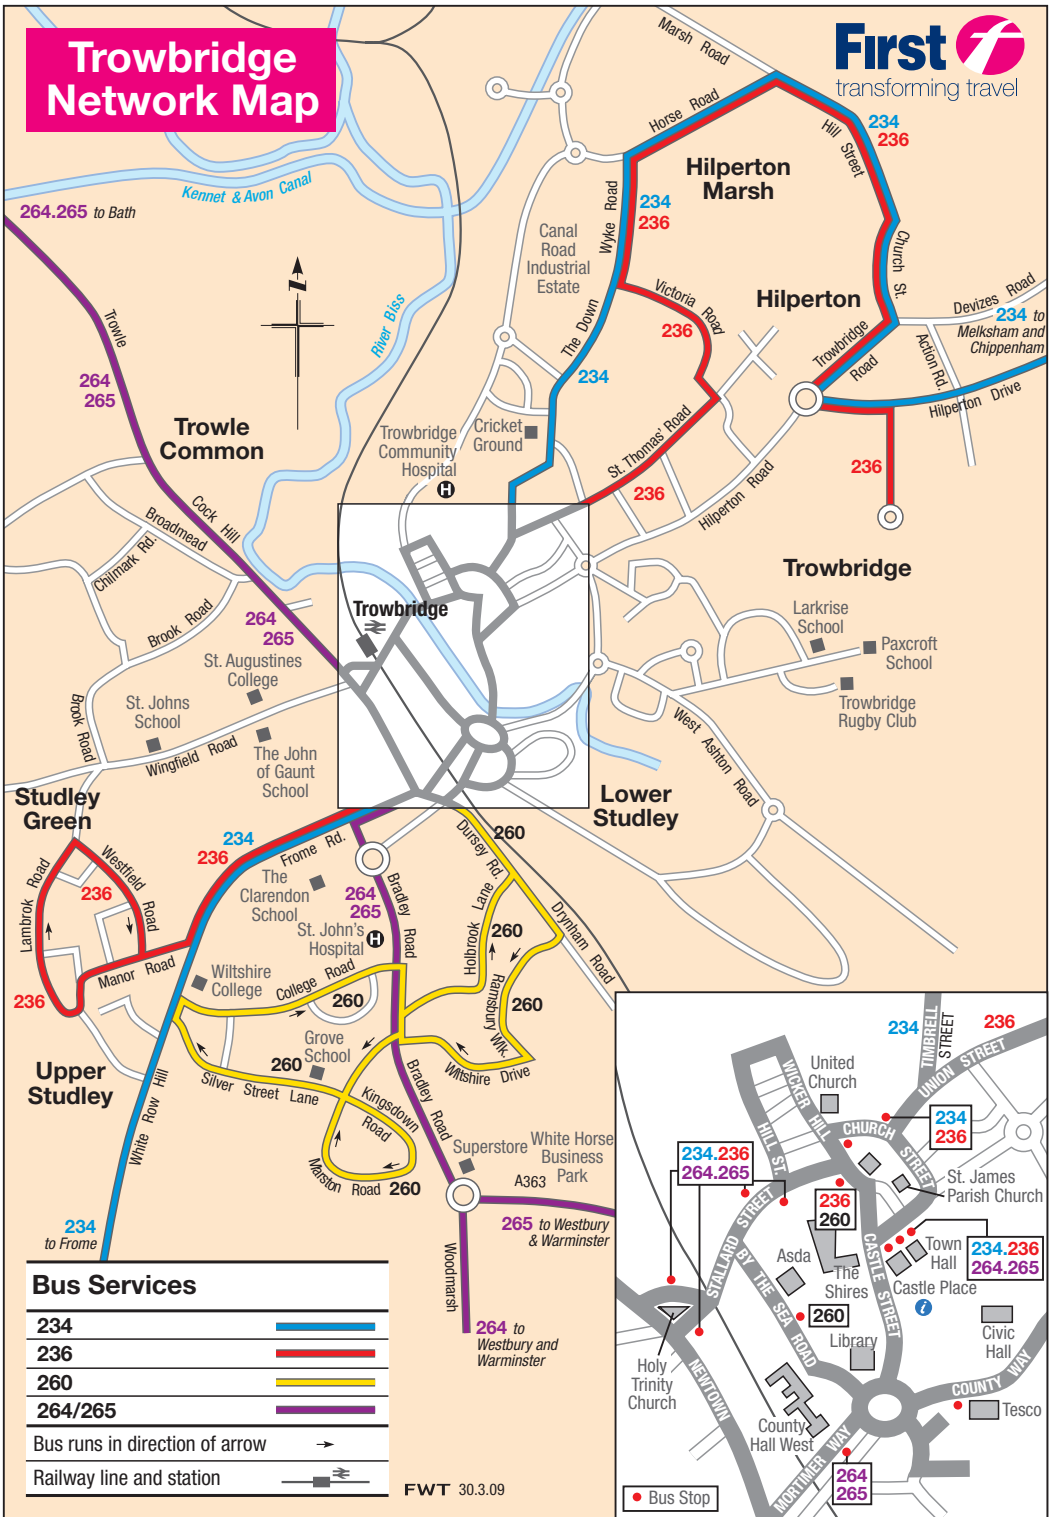 Trowbridge
Network Map
First
transforming travel
Marsh Road
Horse Road
Hill Street
234
236
Hilperton
Marsh
Kennet & Avon Canal
264.265 to Bath
Wyke Road
234
236
Canal
Road
Industrial
Estate
Church St.
Victoria Road
Hilperton
Devizes Road
234 to
Melksham and
Chippenham
River Biss
N
Trowle
The Down
236
Trowbridge
Road
Action Rd.
264
265
234
Hilperton Drive
Trowle
Common
Trowbridge
Community
Hospital
H
Cricket
Ground
St. Thomas' Road
236
236
Hilperton Road
Cock Hill
Broadmead
Chilmark Rd.
Trowbridge
Trowbridge
Brook Road
264
265
Larkrise
School
Paxcroft
School
St. Augustines
College
St. Johns
School
Trowbridge
Rugby Club
Brook Road
Wingfield Road
The John
of Gaunt
School
West Ashton Road
Studley
Green
Lower
Studley
234
236
Frome Rd.
Dursley Rd.
260
Lambrok Road
Westfield Road
236
The
Clarendon
School
264
265
Bradley Road
Holbrook Lane
Drynham Road
St. John's
Hospital
H
260
Manor Road
Wiltshire
College
College Road
260
Ramsbury Wlk.
260
236
Grove
School
260
Upper
Studley
Silver Street Lane
Kingsdown
Road
Bradley Road
Wiltshire Drive
White Row Hill
Marston Road
260
Superstore
White Horse
Business
Park
A363
265 to Westbury
& Warminster
234
to Frome
Woodmarsh
264 to
Westbury and
Warminster
Bus Services
234
236
260
264/265
Bus runs in direction of arrow
Railway line and station
FWT 30.3.09
234
TIMBRELL
STREET
236
UNION STREET
United
Church
WICKER HILL
HILL ST.
CHURCH
STREET
234
236
234.236
264.265
St. James
Parish Church
236
260
STALLARD STREET
BY THE SEA ROAD
CASTLE STREET
Asda
The
Shires
Town
Hall
234.236
264.265
Castle Place
i
260
Library
Civic
Hall
Holy
Trinity
Church
NEWTOWN
COUNTY WAY
Tesco
County
Hall West
MORTIMER WAY
264
265
Bus Stop